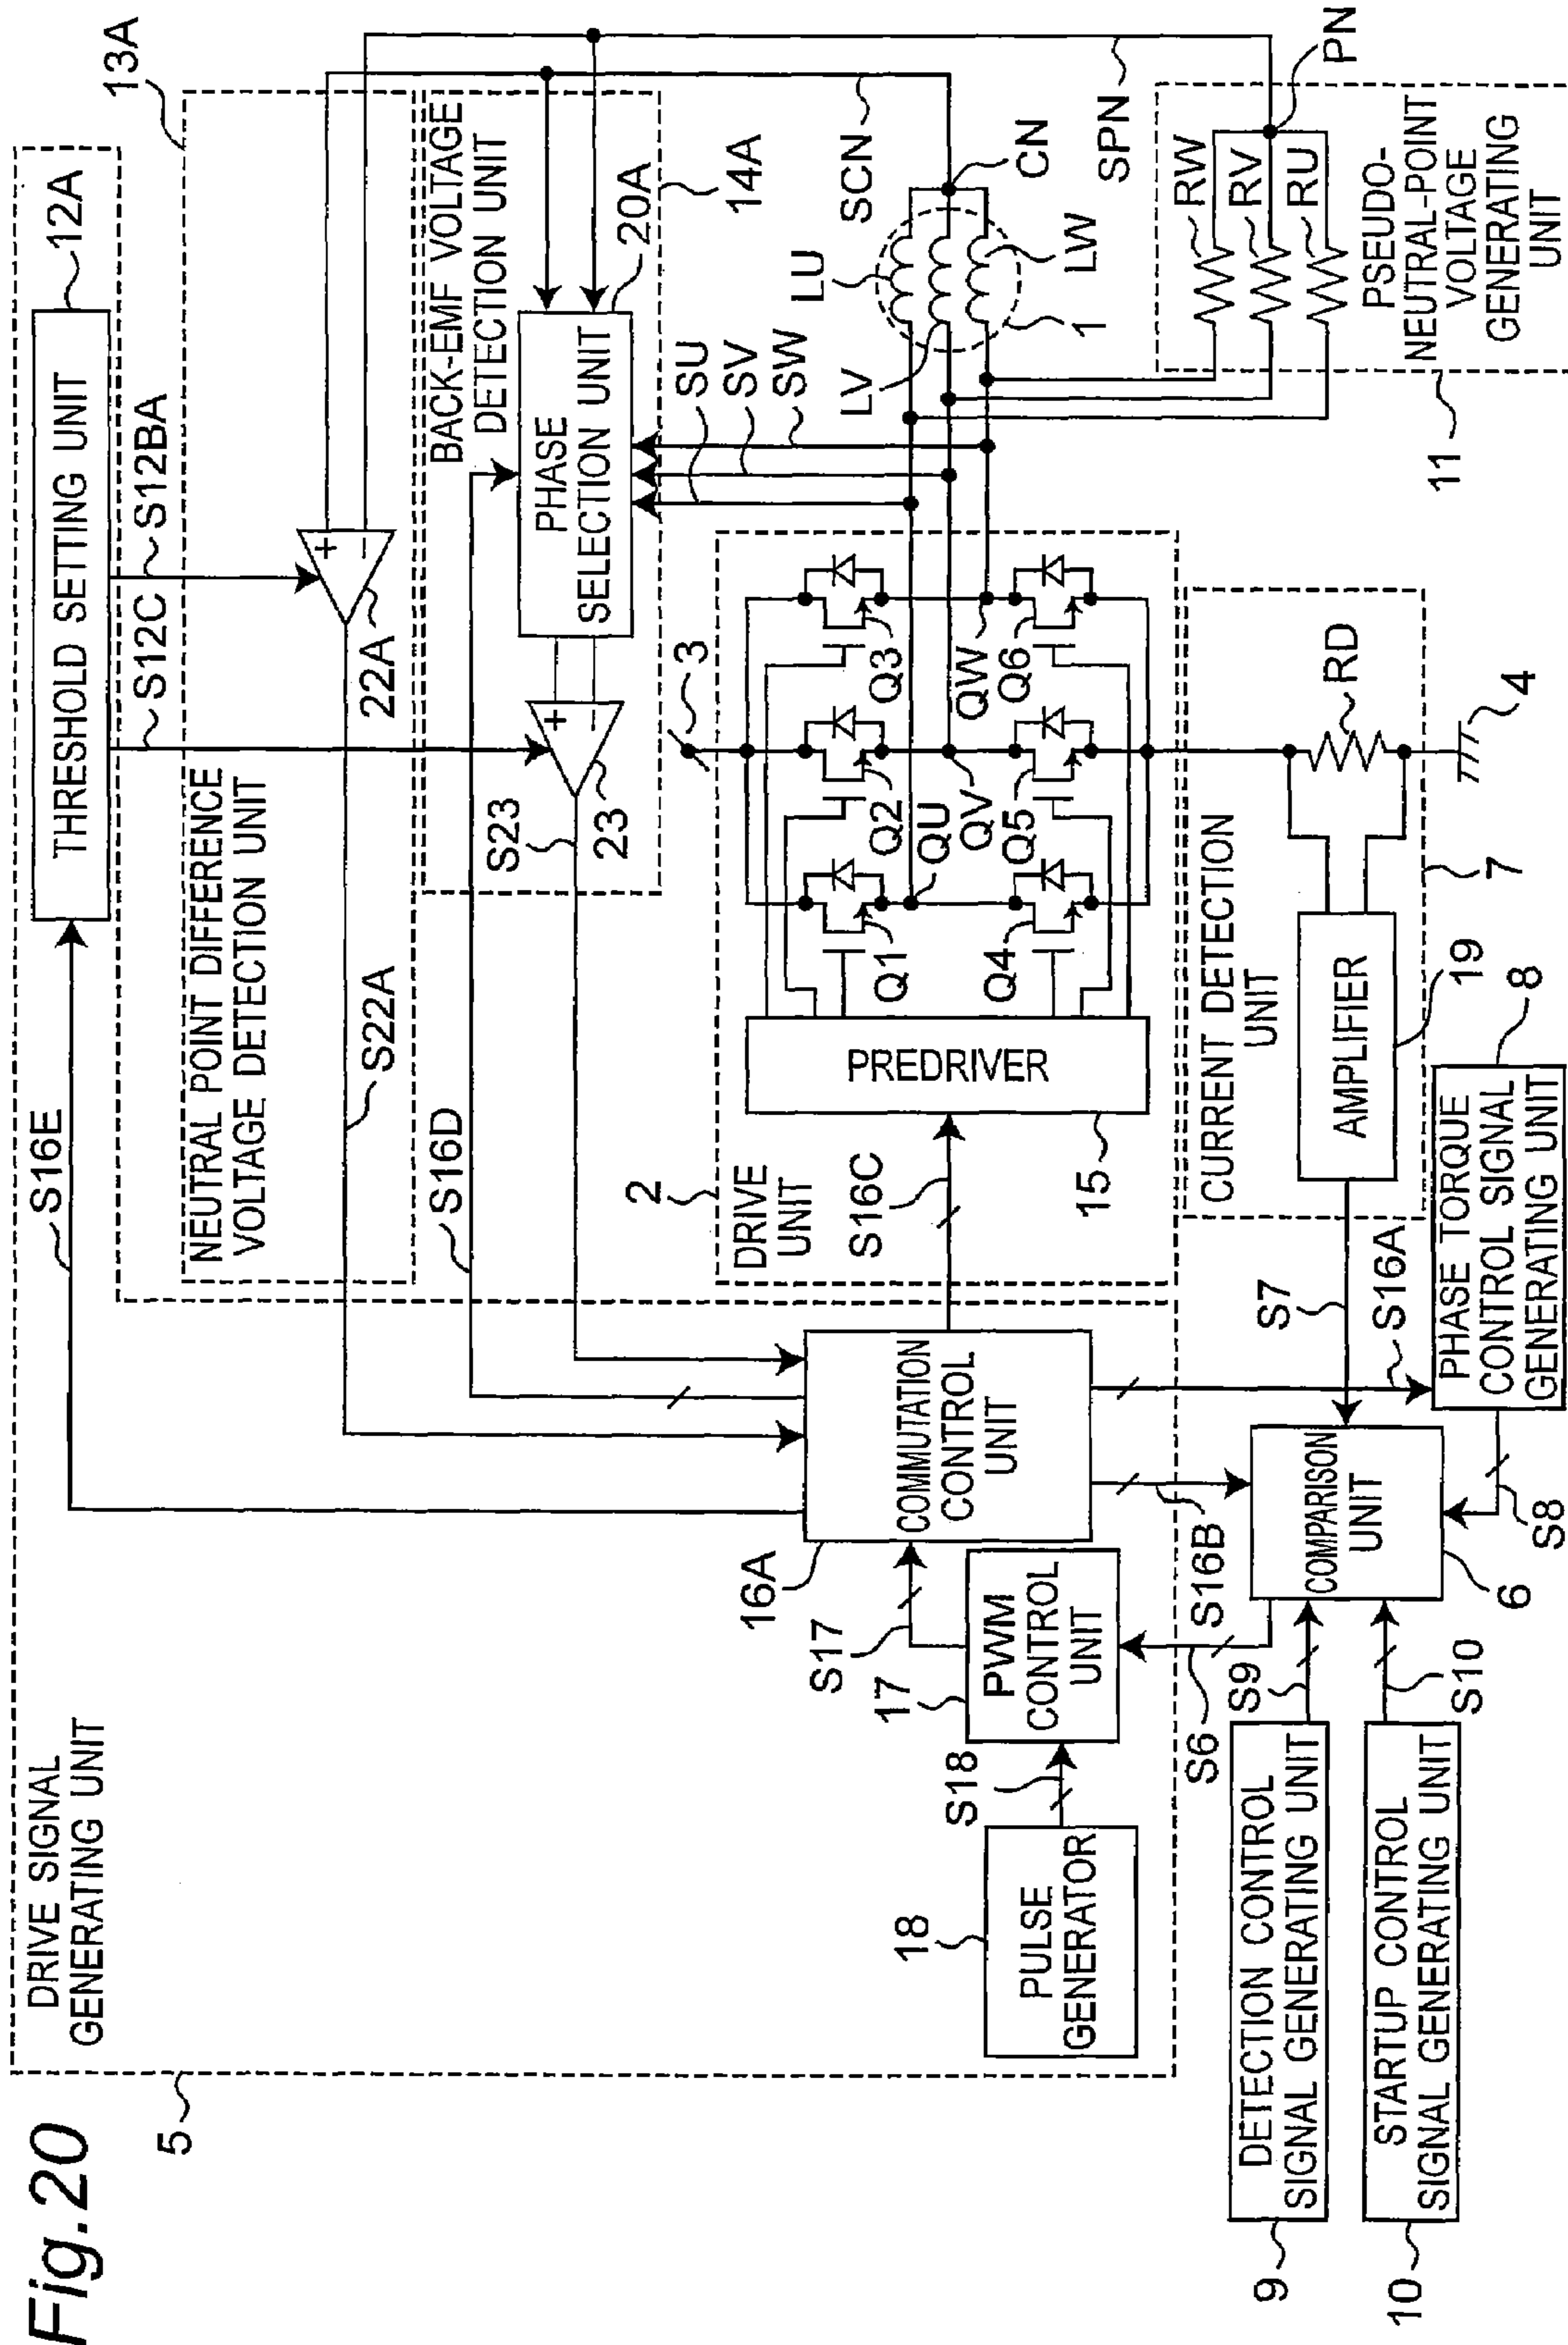 Fig.20
5
DRIVE SIGNAL
GENERATING UNIT
S16E
THRESHOLD SETTING UNIT
12A
13A
S12C
S12BA
NEUTRAL POINT DIFFERENCE
VOLTAGE DETECTION UNIT
S22A
22A
+
−
BACK-EMF VOLTAGE
DETECTION UNIT
14A
S16D
S23
23
+
−
PHASE
SELECTION UNIT
20A
SU
SV
SW
SCN
CN
SPN
PN
LU
LV
LW
1
3
2
DRIVE
UNIT
S16C
PREDRIVER
15
Q1
Q2
Q3
QU
QV
QW
Q4
Q5
Q6
RW
RV
RU
PSEUDO-
NEUTRAL-POINT
VOLTAGE
GENERATING
UNIT
11
CURRENT DETECTION
UNIT
7
AMPLIFIER
19
RD
4
COMMUTATION
CONTROL
UNIT
16A
S17
17
PWM
CONTROL
UNIT
S18
18
PULSE
GENERATOR
S16B
S16A
S7
S6
S9
S10
COMPARISON
UNIT
6
S8
PHASE TORQUE
CONTROL SIGNAL
GENERATING UNIT
8
DETECTION CONTROL
SIGNAL GENERATING UNIT
9
STARTUP CONTROL
SIGNAL GENERATING UNIT
10